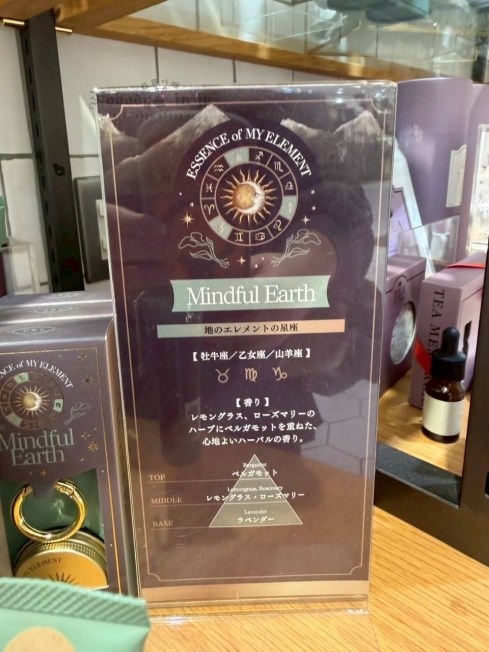 ESSENCE of MY ELEMENT
Mindful Earth
地のエレメントの星座
【 牡牛座／乙女座／山羊座 】
♉ ♍ ♑
【 香り 】
レモングラス、ローズマリーの
ハーブにベルガモットを重ねた、
心地よいハーバルの香り。
Bergamot
TOP ベルガモット
Lemongrass, Rosemary
MIDDLE レモングラス・ローズマリー
Lavender
BASE ラベンダー
ESSENCE of MY ELEMENT
Mindful
Earth
ELEMENT
TEA